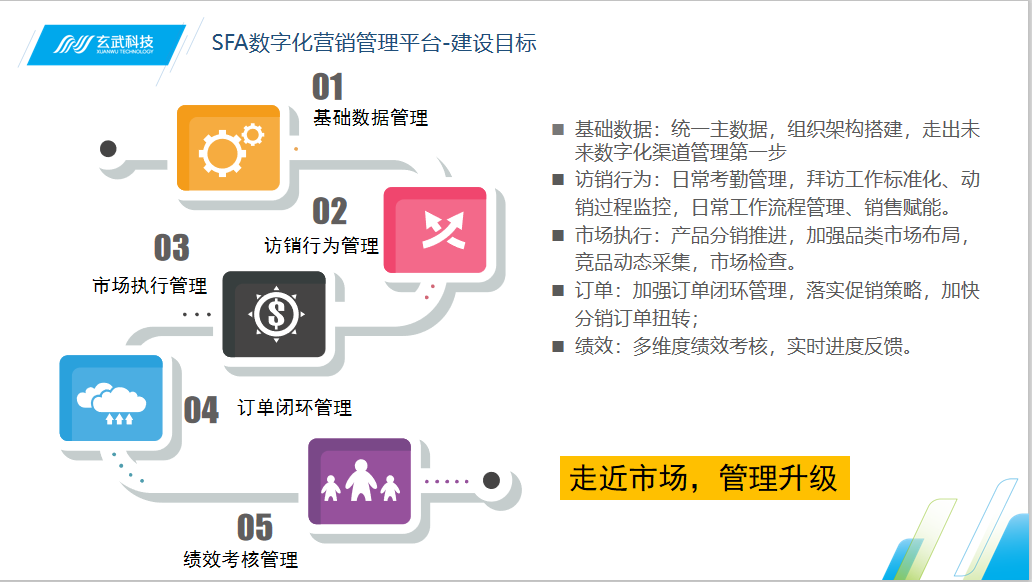 玄武科技
XUANWU TECHNOLOGY
SFA数字化营销管理平台-建设目标
01
基础数据管理
02
访销行为管理
03
市场执行管理
04
订单闭环管理
05
绩效考核管理
■ 基础数据：统一主数据，组织架构搭建，走出未
来数字化渠道管理第一步
■ 访销行为：日常考勤管理，拜访工作标准化、动
销过程监控，日常工作流程管理、销售赋能。
■ 市场执行：产品分销推进，加强品类市场布局，
竞品动态采集，市场检查。
■ 订单：加强订单闭环管理，落实促销策略，加快
分销订单扭转；
■ 绩效：多维度绩效考核，实时进度反馈。
走近市场，管理升级